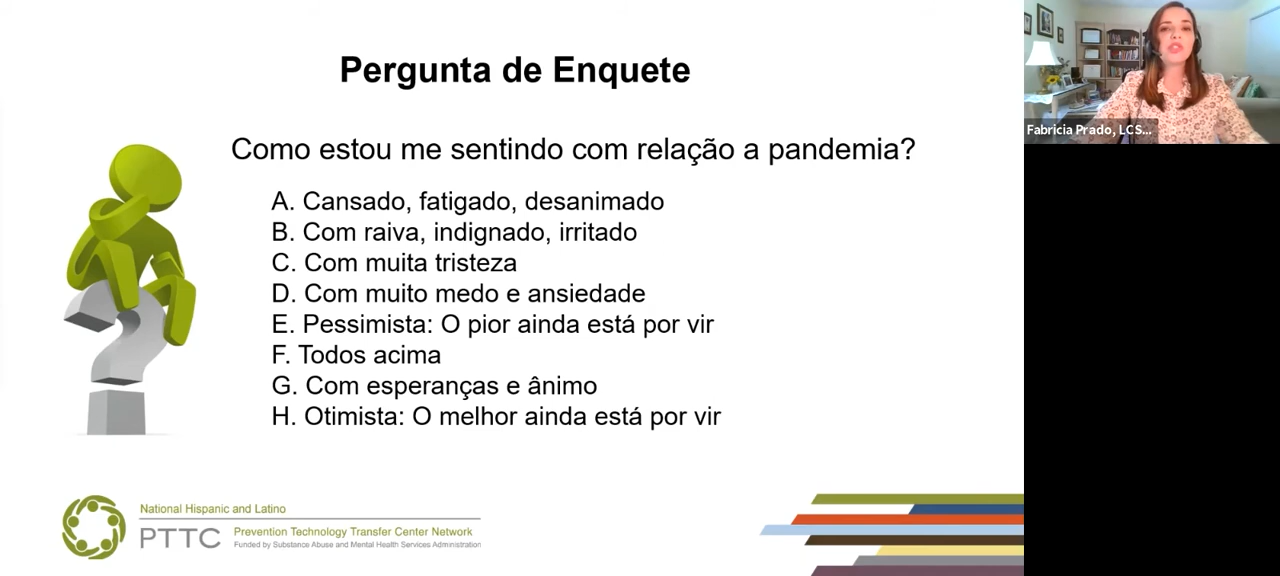 Pergunta de Enquete
Como estou me sentindo com relação a pandemia?
A. Cansado, fatigado, desanimado
B. Com raiva, indignado, irritado
C. Com muita tristeza
D. Com muito medo e ansiedade
E. Pessimista: O pior ainda está por vir
F. Todos acima
G. Com esperanças e ânimo
H. Otimista: O melhor ainda está por vir
National Hispanic and Latino
PTTC Prevention Technology Transfer Center Network
Funded by Substance Abuse and Mental Health Services Administration
Fabricia Prado, LCS...